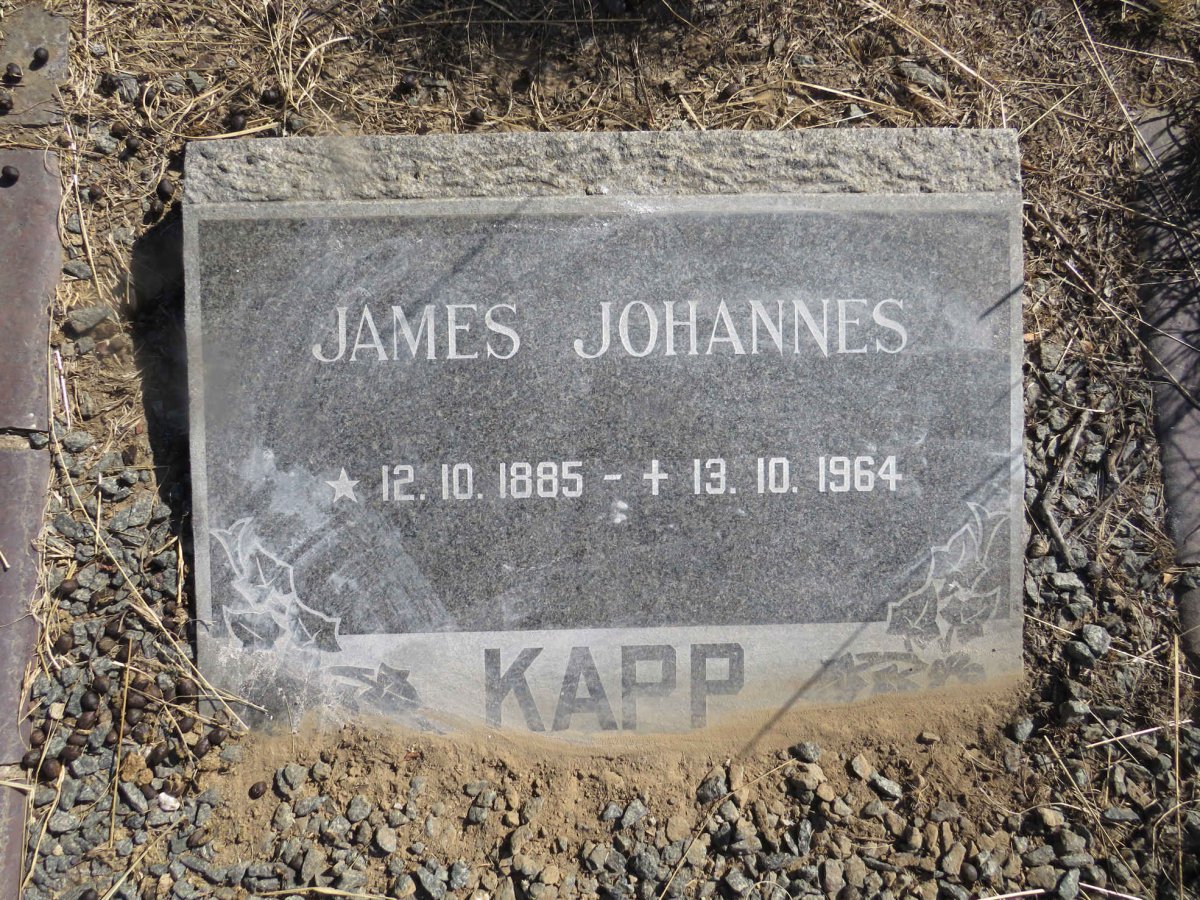 JAMES JOHANNES
★ 12. 10. 1885 - ✝ 13. 10. 1964
KAPP